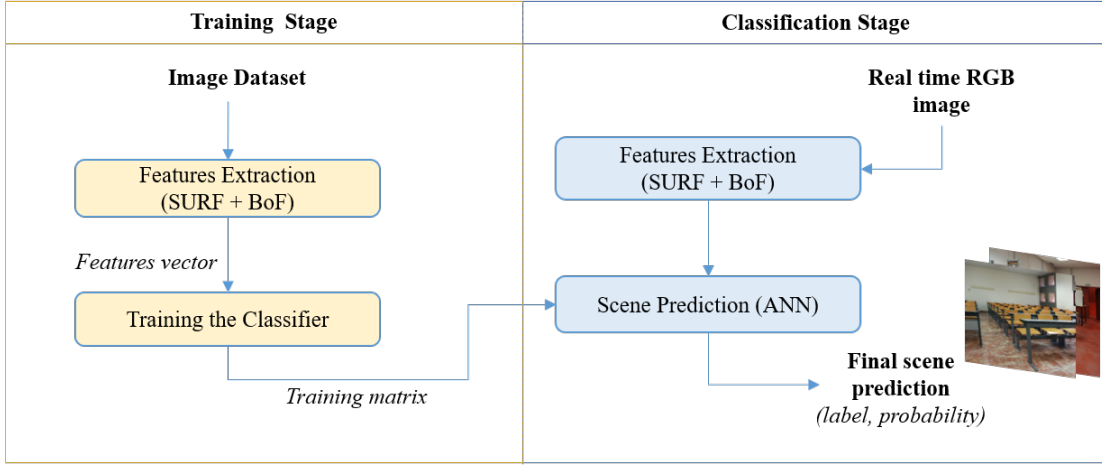 Training Stage
Classification Stage
Image Dataset
Features Extraction
(SURF + BoF)
Features vector
Training the Classifier
Training matrix
Real time RGB
image
Features Extraction
(SURF + BoF)
Scene Prediction (ANN)
Final scene
prediction
(label, probability)